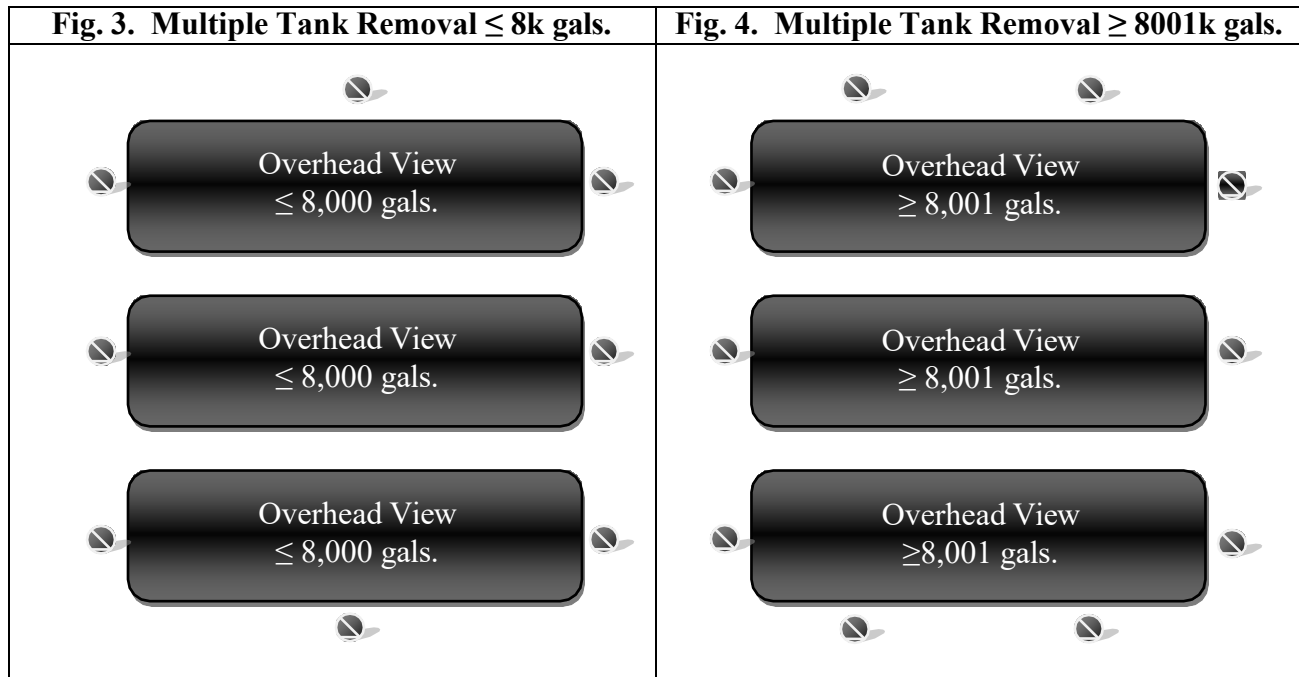 Fig. 3. Multiple Tank Removal ≤ 8k gals.
Overhead View
≤ 8,000 gals.
Overhead View
≤ 8,000 gals.
Overhead View
≤ 8,000 gals.
Fig. 4. Multiple Tank Removal ≥ 8001k gals.
Overhead View
≥ 8,001 gals.
Overhead View
≥ 8,001 gals.
Overhead View
≥8,001 gals.